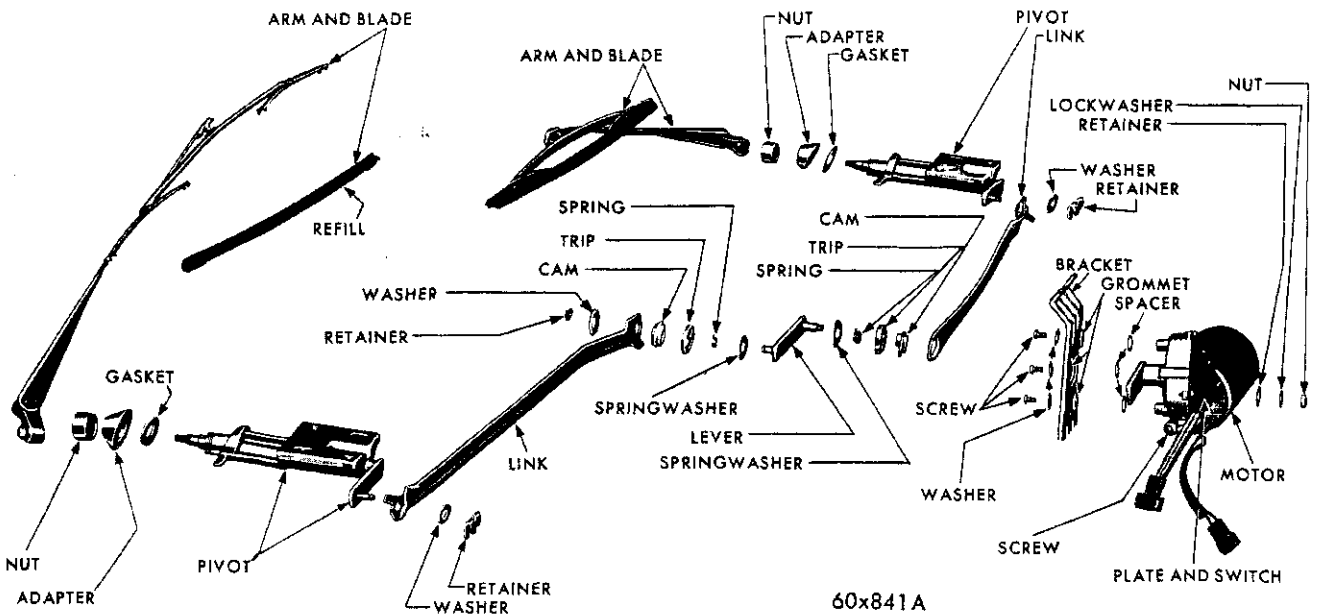 ARM AND BLADE
NUT
ADAPTER
GASKET
ARM AND BLADE
PIVOT
LINK
NUT
LOCKWASHER
RETAINER
WASHER
RETAINER
REFILL
SPRING
TRIP
CAM
WASHER
RETAINER
CAM
TRIP
SPRING
BRACKET
GROMMET
SPACER
GASKET
SPRINGWASHER
LEVER
SPRINGWASHER
SCREW
WASHER
LINK
MOTOR
SCREW
PLATE AND SWITCH
NUT
ADAPTER
PIVOT
RETAINER
WASHER
60x841A